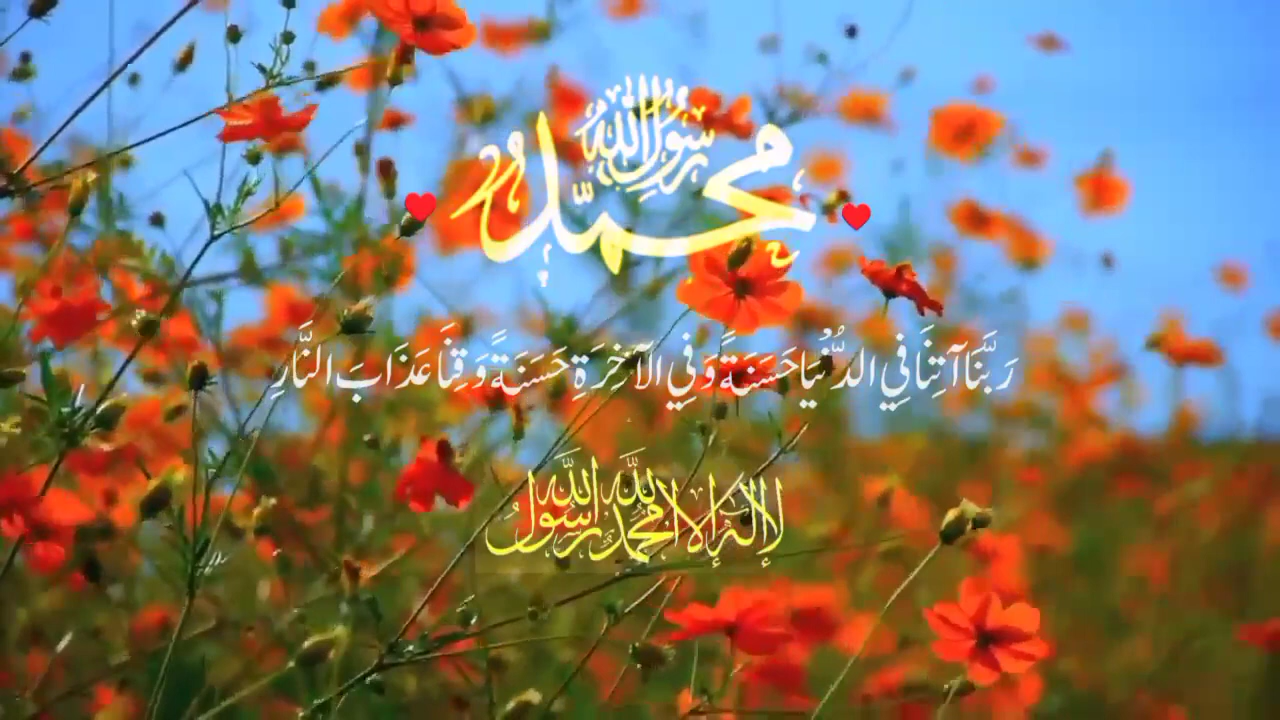 محمد رسول الله
رَبَّنَا آتِنَا فِي الدُّنْيَا حَسَنَةً وَفِي الآخِرَةِ حَسَنَةً وَقِنَا عَذَابَ النَّارِ
لا إله إلا الله محمد رسول الله